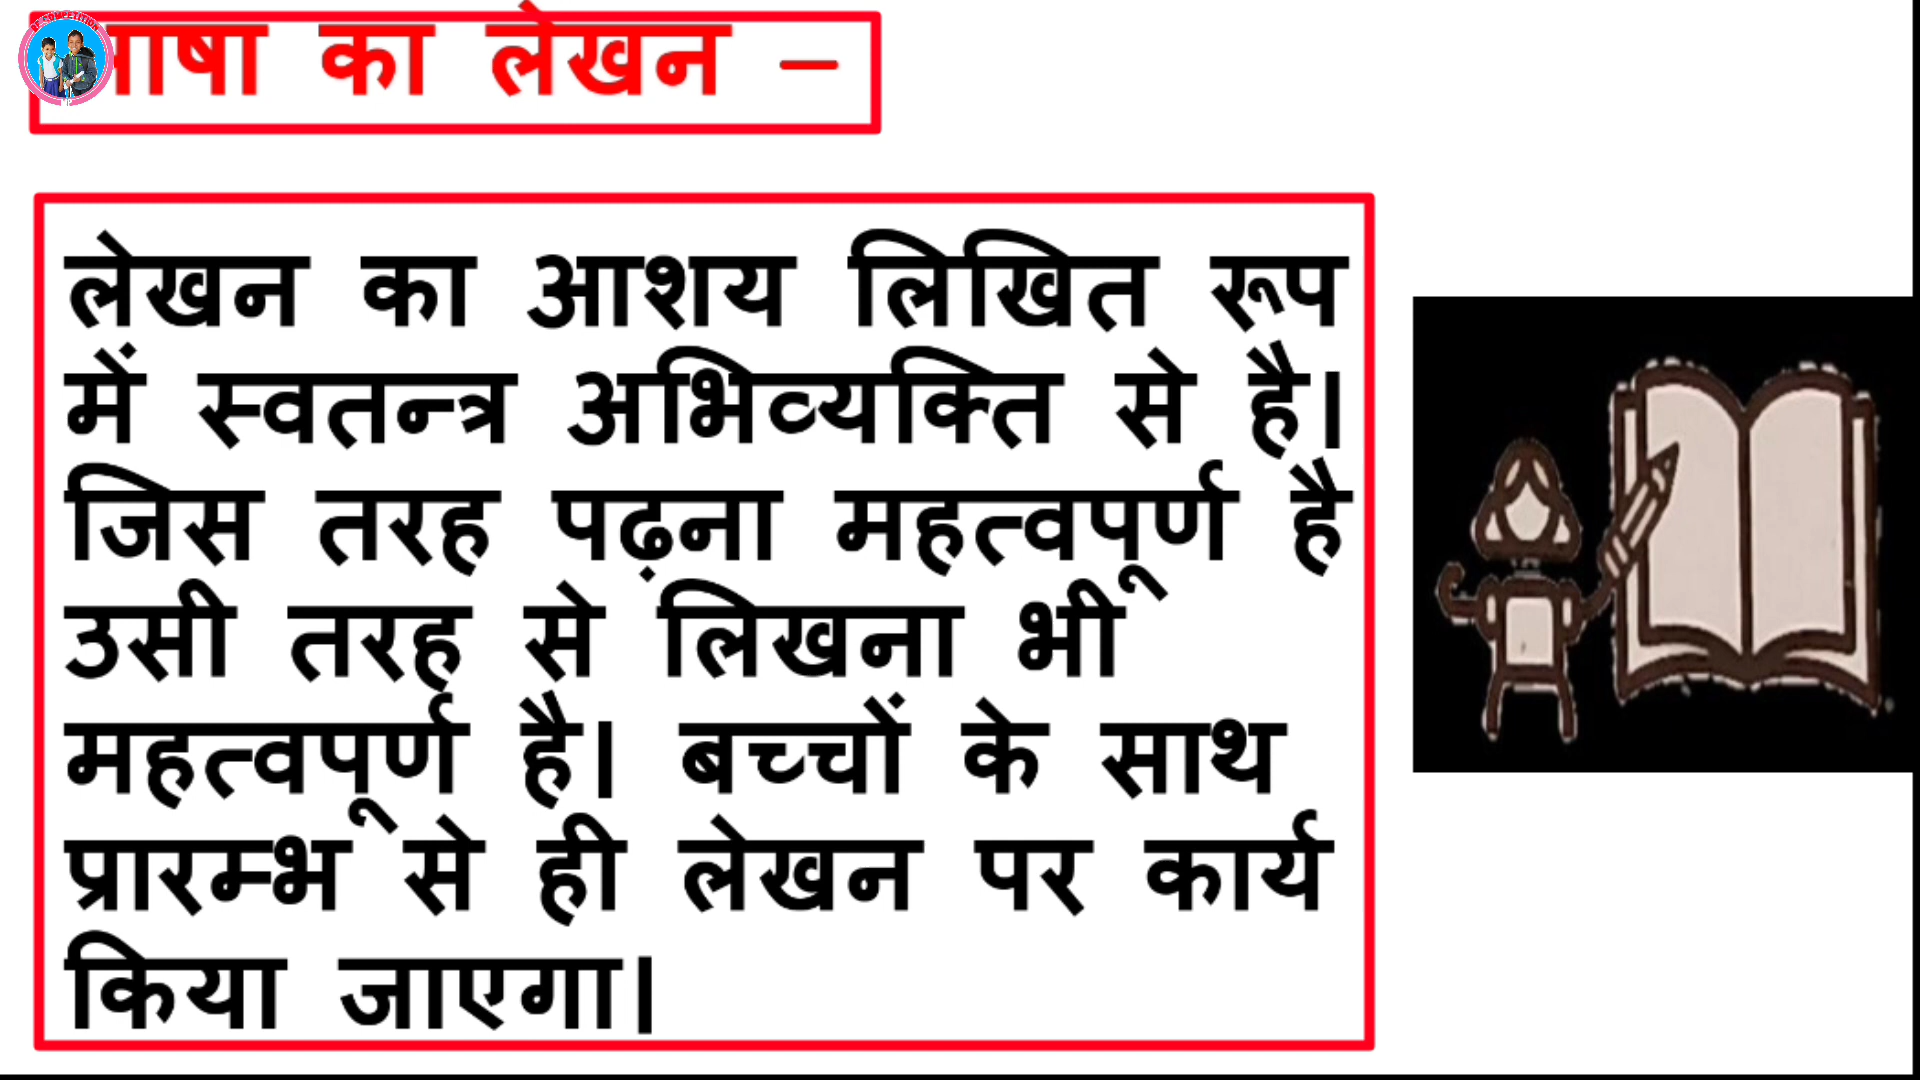 का लेखन –
लेखन का आशय लिखित रूप
में स्वतन्त्र अभिव्यक्ति से है।
जिस तरह पढ़ना महत्वपूर्ण है
उसी तरह से लिखना भी
महत्वपूर्ण है। बच्चों के साथ
प्रारम्भ से ही लेखन पर कार्य
किया जाएगा।